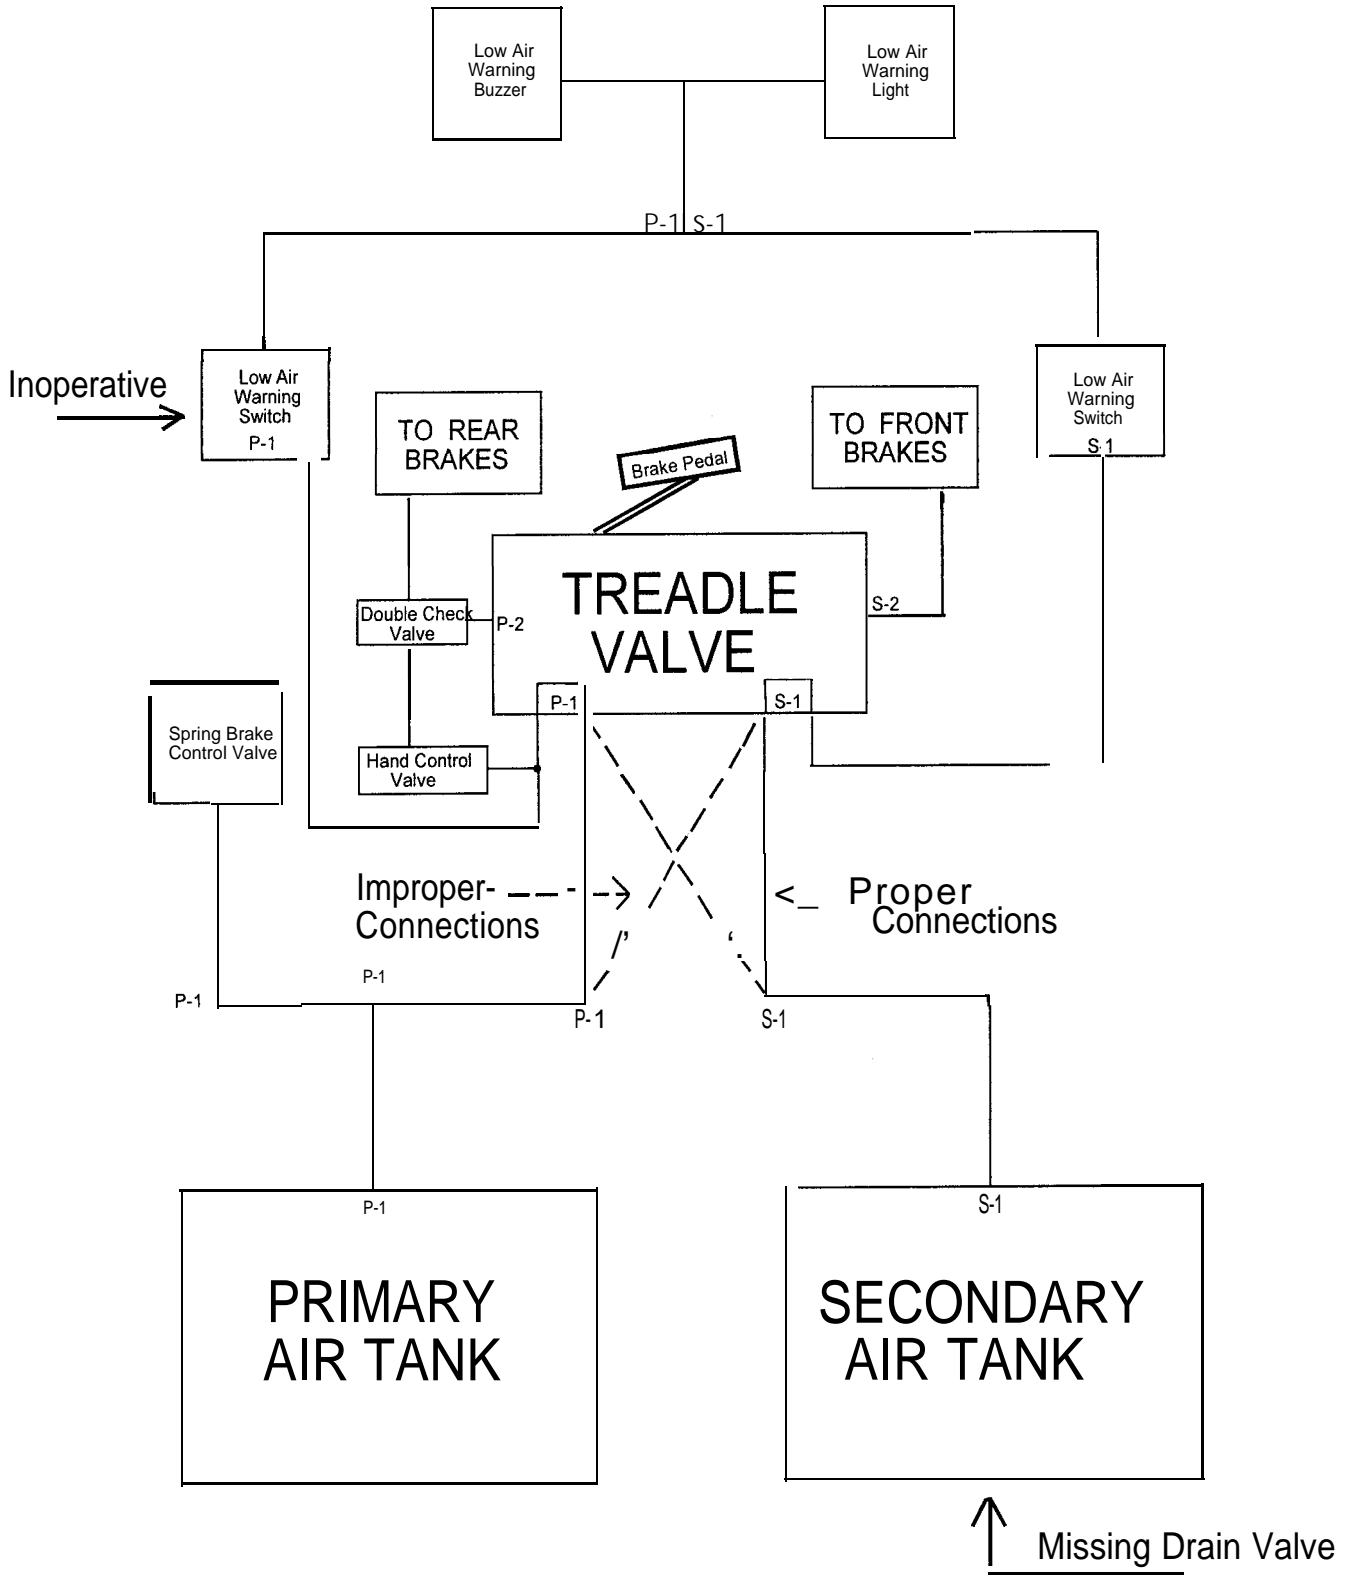 Low Air
Warning
Buzzer
Low Air
Warning
Light
P-1 S-1
Inoperative
Low Air
Warning
Switch
P-1
TO REAR
BRAKES
Brake Pedal
TO FRONT
BRAKES
Low Air
Warning
Switch
S-1
TREADLE
VALVE
Double Check
Valve
P-2
S-2
P-1
S-1
Spring Brake
Control Valve
Hand Control
Valve
Improper-
Connections
Proper
Connections
P-1
P-1
P-1
S-1
P-1
PRIMARY
AIR TANK
S-1
SECONDARY
AIR TANK
Missing Drain Valve